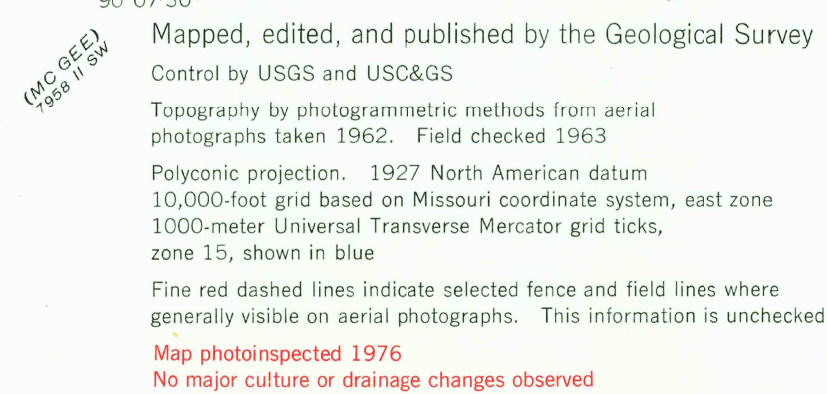 90°07'30"
(MC GEE)
7958 II SW
Mapped, edited, and published by the Geological Survey
Control by USGS and USC&GS
Topography by photogrammetric methods from aerial
photographs taken 1962. Field checked 1963
Polyconic projection. 1927 North American datum
10,000-foot grid based on Missouri coordinate system, east zone
1000-meter Universal Transverse Mercator grid ticks,
zone 15, shown in blue
Fine red dashed lines indicate selected fence and field lines where
generally visible on aerial photographs. This information is unchecked
Map photoinspected 1976
No major culture or drainage changes observed